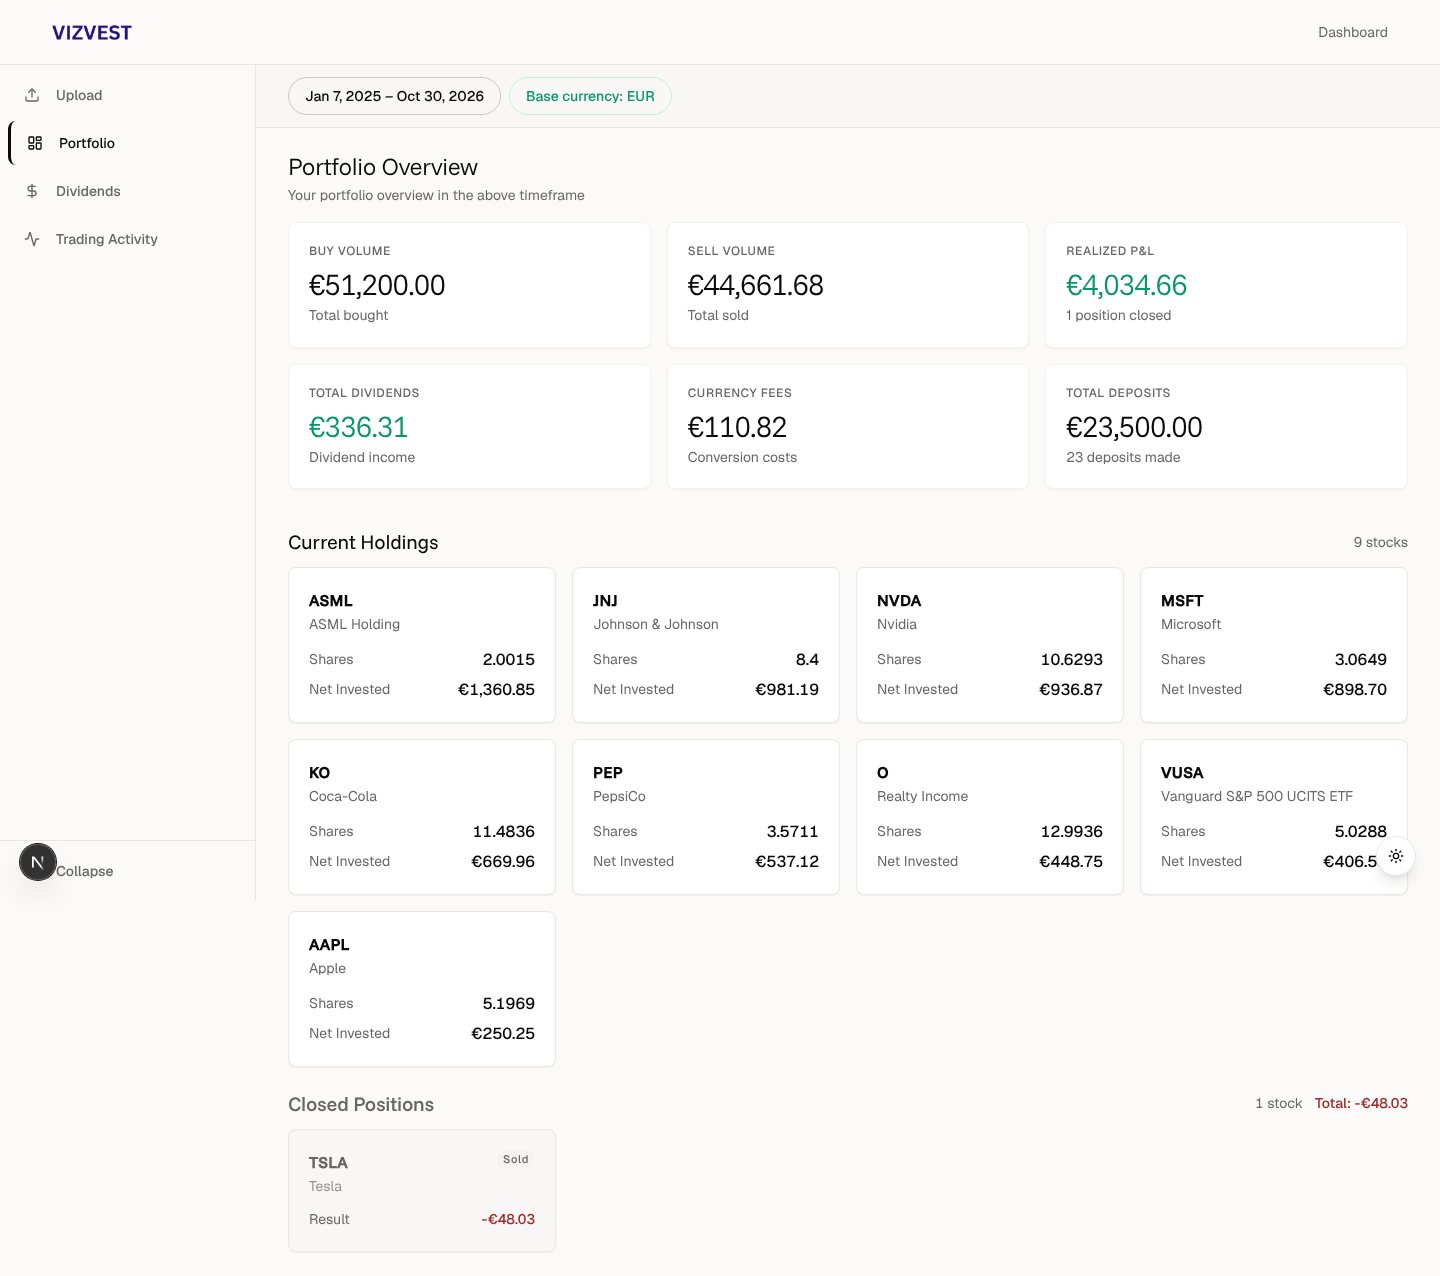 VIZVEST
Dashboard
Upload
Portfolio
Dividends
Trading Activity
N
Collapse
Jan 7, 2025 – Oct 30, 2026
Base currency: EUR
Portfolio Overview
Your portfolio overview in the above timeframe
BUY VOLUME
€51,200.00
Total bought
SELL VOLUME
€44,661.68
Total sold
REALIZED P&L
€4,034.66
1 position closed
TOTAL DIVIDENDS
€336.31
Dividend income
CURRENCY FEES
€110.82
Conversion costs
TOTAL DEPOSITS
€23,500.00
23 deposits made
Current Holdings
9 stocks
ASML
ASML Holding
Shares 2.0015
Net Invested €1,360.85
JNJ
Johnson & Johnson
Shares 8.4
Net Invested €981.19
NVDA
Nvidia
Shares 10.6293
Net Invested €936.87
MSFT
Microsoft
Shares 3.0649
Net Invested €898.70
KO
Coca-Cola
Shares 11.4836
Net Invested €669.96
PEP
PepsiCo
Shares 3.5711
Net Invested €537.12
O
Realty Income
Shares 12.9936
Net Invested €448.75
VUSA
Vanguard S&P 500 UCITS ETF
Shares 5.0288
Net Invested
AAPL
Apple
Shares 5.1969
Net Invested €250.25
Closed Positions
1 stock Total: -€48.03
TSLA
Sold
Tesla
Result -€48.03